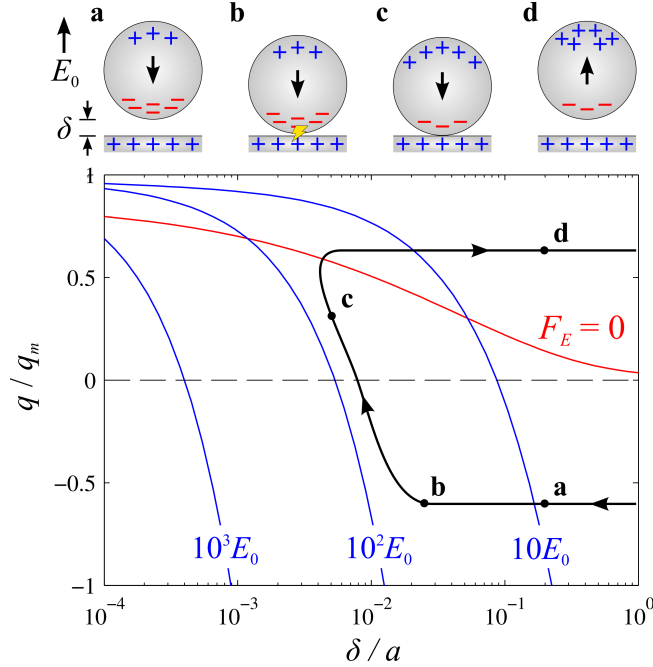 a b c d
E₀
δ
+ + +
− − − − −
+ + + + +
+ + +
− − − − −
+ + + + +
+ + + + +
− − −
+ + + + +
+ + + + + + +
− − −
+ + + + +
q / qₘ
1
0.5
0
-0.5
-1
d
c
F_E = 0
b
a
10³E₀
10²E₀
10E₀
10⁻⁴
10⁻³
10⁻²
10⁻¹
10⁰
δ / a